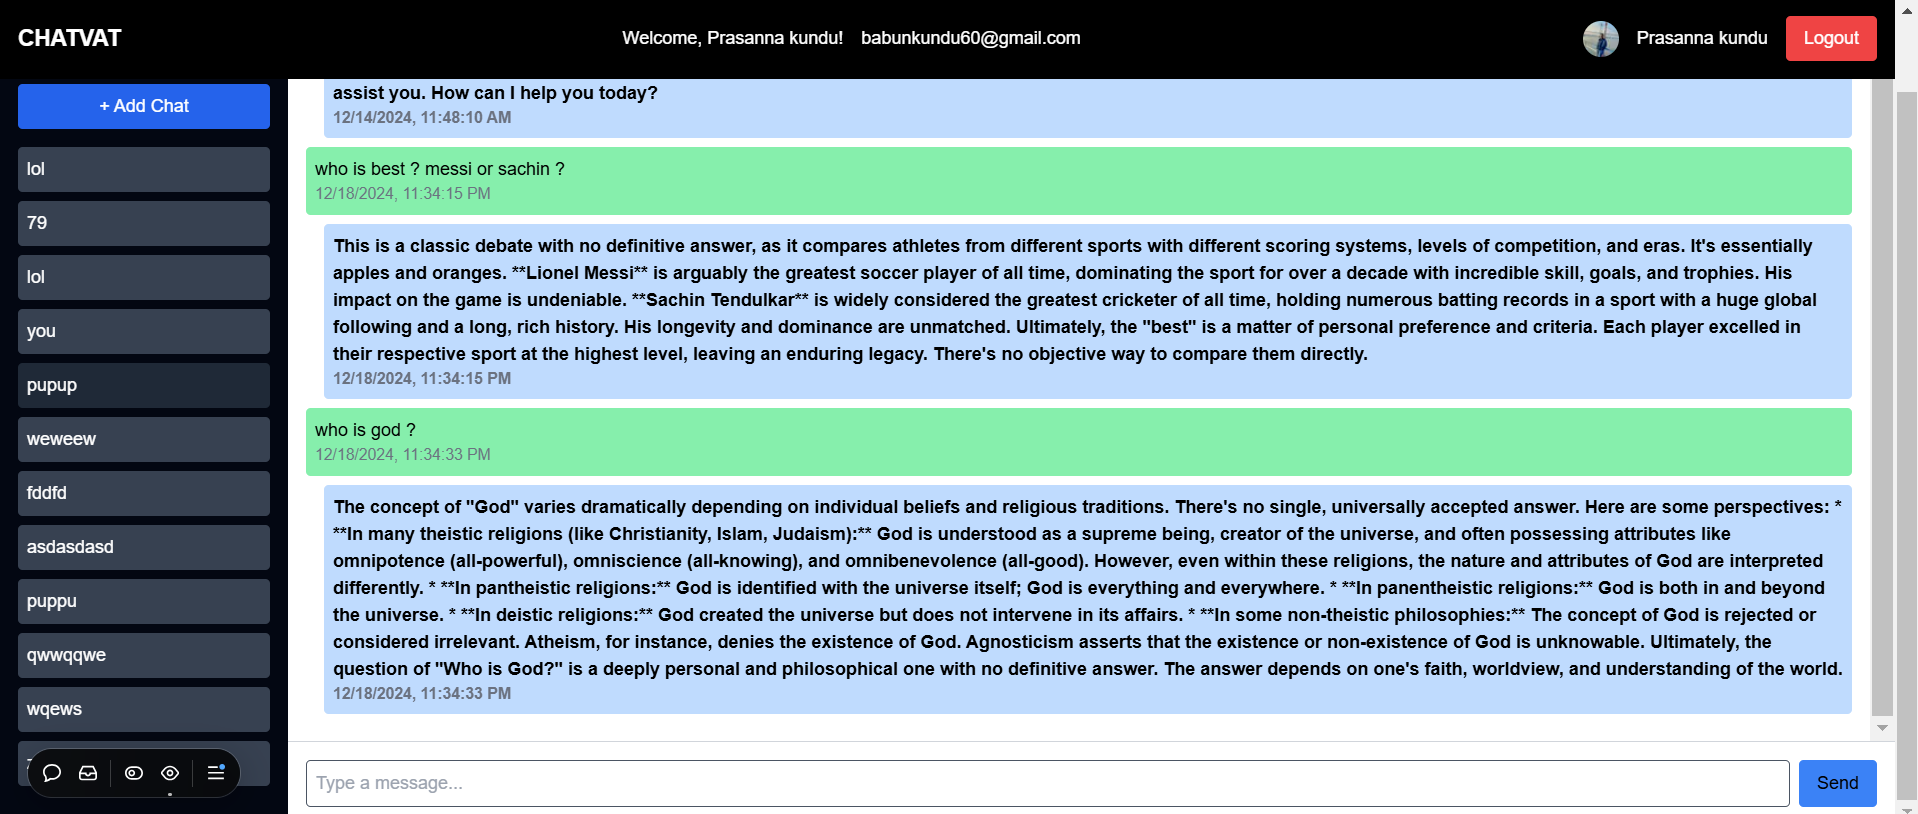 CHATVAT
Welcome, Prasanna kundu! babunkundu60@gmail.com
Prasanna kundu
Logout
+ Add Chat
lol
79
lol
you
pupup
weweew
fddfd
asdasdasd
puppu
qwwqqwe
wqews
assist you. How can I help you today?
12/14/2024, 11:48:10 AM
who is best ? messi or sachin ?
12/18/2024, 11:34:15 PM
This is a classic debate with no definitive answer, as it compares athletes from different sports with different scoring systems, levels of competition, and eras. It's essentially
apples and oranges. **Lionel Messi** is arguably the greatest soccer player of all time, dominating the sport for over a decade with incredible skill, goals, and trophies. His
impact on the game is undeniable. **Sachin Tendulkar** is widely considered the greatest cricketer of all time, holding numerous batting records in a sport with a huge global
following and a long, rich history. His longevity and dominance are unmatched. Ultimately, the "best" is a matter of personal preference and criteria. Each player excelled in
their respective sport at the highest level, leaving an enduring legacy. There's no objective way to compare them directly.
12/18/2024, 11:34:15 PM
who is god ?
12/18/2024, 11:34:33 PM
The concept of "God" varies dramatically depending on individual beliefs and religious traditions. There's no single, universally accepted answer. Here are some perspectives: *
**In many theistic religions (like Christianity, Islam, Judaism):** God is understood as a supreme being, creator of the universe, and often possessing attributes like
omnipotence (all-powerful), omniscience (all-knowing), and omnibenevolence (all-good). However, even within these religions, the nature and attributes of God are interpreted
differently. * **In pantheistic religions:** God is identified with the universe itself; God is everything and everywhere. * **In panentheistic religions:** God is both in and beyond
the universe. * **In deistic religions:** God created the universe but does not intervene in its affairs. * **In some non-theistic philosophies:** The concept of God is rejected or
considered irrelevant. Atheism, for instance, denies the existence of God. Agnosticism asserts that the existence or non-existence of God is unknowable. Ultimately, the
question of "Who is God?" is a deeply personal and philosophical one with no definitive answer. The answer depends on one's faith, worldview, and understanding of the world.
12/18/2024, 11:34:33 PM
Type a message...
Send